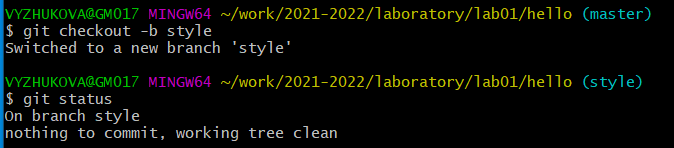 VYZHUKOVA@GM017 MINGW64 ~/work/2021-2022/laboratory/lab01/hello (master)
$ git checkout -b style
Switched to a new branch 'style'
VYZHUKOVA@GM017 MINGW64 ~/work/2021-2022/laboratory/lab01/hello (style)
$ git status
On branch style
nothing to commit, working tree clean